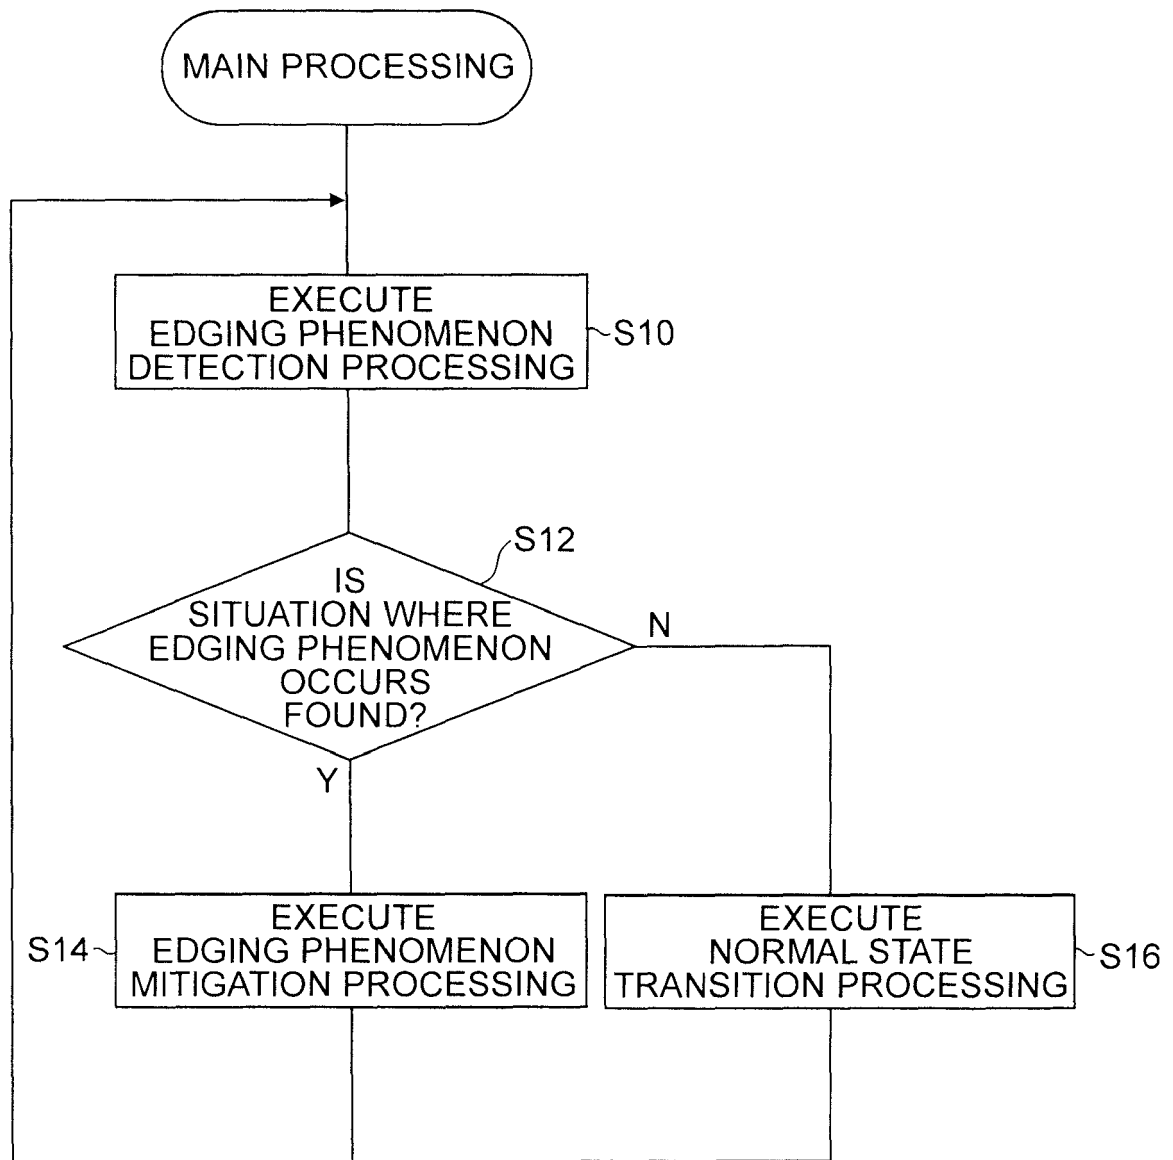 MAIN PROCESSING
EXECUTE
EDGING PHENOMENON
DETECTION PROCESSING
S10
S12
IS
SITUATION WHERE
EDGING PHENOMENON
OCCURS
FOUND?
N
Y
EXECUTE
EDGING PHENOMENON
MITIGATION PROCESSING
S14
EXECUTE
NORMAL STATE
TRANSITION PROCESSING
S16